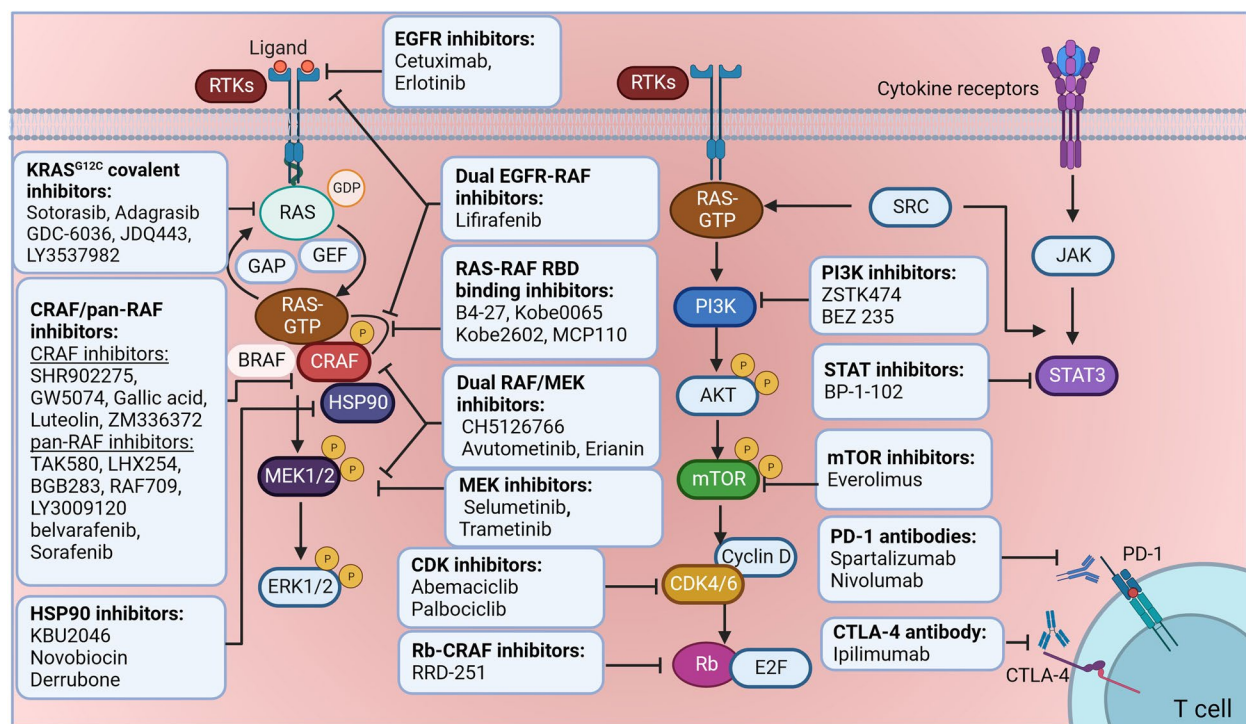 Ligand
RTKs
EGFR inhibitors:
Cetuximab,
Erlotinib
RTKs
Cytokine receptors
KRASG12C covalent
inhibitors:
Sotorasib, Adagrasib
GDC-6036, JDQ443,
LY3537982
GDP
RAS
GAP
GEF
RAS-
GTP
P
BRAF
CRAF
HSP90
MEK1/2
P
P
ERK1/2
P
P
CRAF/pan-RAF
inhibitors:
CRAF inhibitors:
SHR902275,
GW5074, Gallic acid,
Luteolin, ZM336372
pan-RAF inhibitors:
TAK580, LHX254,
BGB283, RAF709,
LY3009120
belvarafenib,
Sorafenib
HSP90 inhibitors:
KBU2046
Novobiocin
Derrubone
Dual EGFR-RAF
inhibitors:
Lifirafenib
RAS-RAF RBD
binding inhibitors:
B4-27, Kobe0065
Kobe2602, MCP110
Dual RAF/MEK
inhibitors:
CH5126766
Avutometinib, Erianin
MEK inhibitors:
Selumetinib,
Trametinib
CDK inhibitors:
Abemaciclib
Palbociclib
Rb-CRAF inhibitors:
RRD-251
RAS-
GTP
SRC
PI3K
AKT
P
P
mTOR
P
P
Cyclin D
CDK4/6
Rb
E2F
JAK
STAT3
PI3K inhibitors:
ZSTK474
BEZ 235
STAT inhibitors:
BP-1-102
mTOR inhibitors:
Everolimus
PD-1 antibodies:
Spartalizumab
Nivolumab
PD-1
CTLA-4 antibody:
Ipilimumab
CTLA-4
T cell